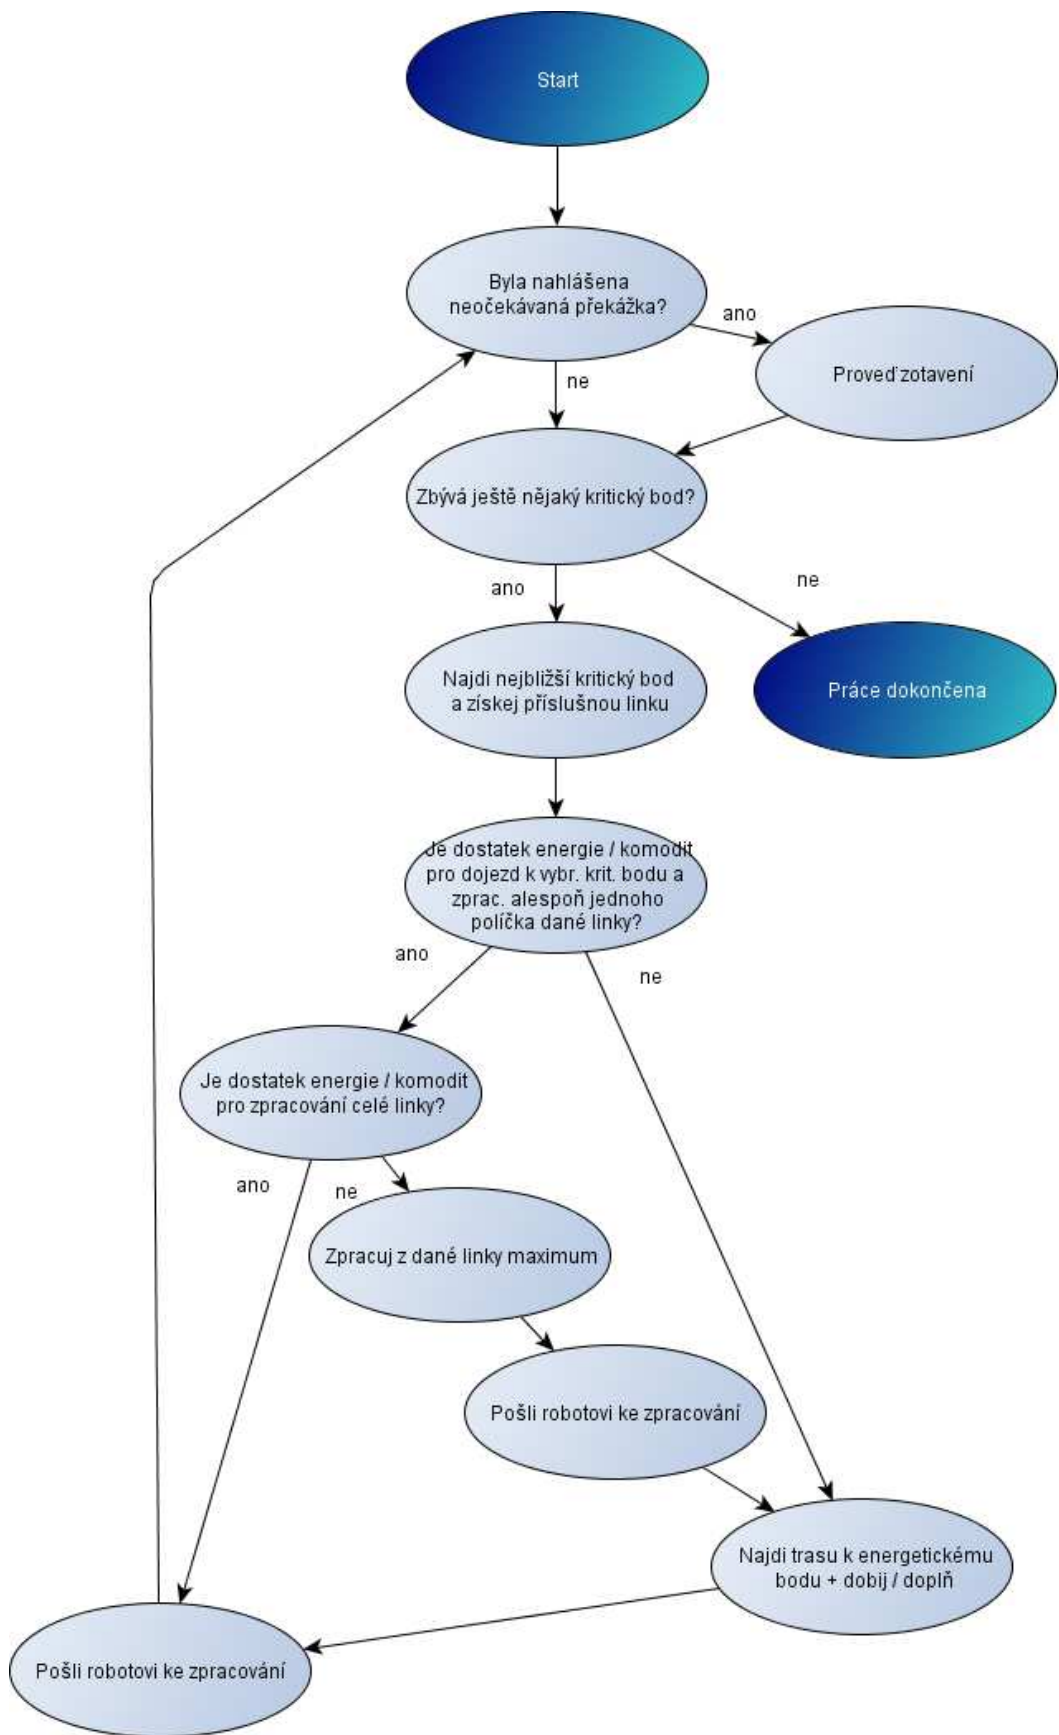 Start
Byla nahlášena
neočekávaná překážka?
ano
Proveď zotavení
ne
Zbývá ještě nějaký kritický bod?
ano
ne
Najdi nejbližší kritický bod
a získej příslušnou linku
Práce dokončena
Je dostatek energie / komodit
pro dojezd k vybr. krit. bodu a
zprac. alespoň jednoho
políčka dané linky?
ano
ne
Je dostatek energie / komodit
pro zpracování celé linky?
ano
ne
Zpracuj z dané linky maximum
Pošli robotovi ke zpracování
Najdi trasu k energetickému
bodu + dobij / doplň
Pošli robotovi ke zpracování